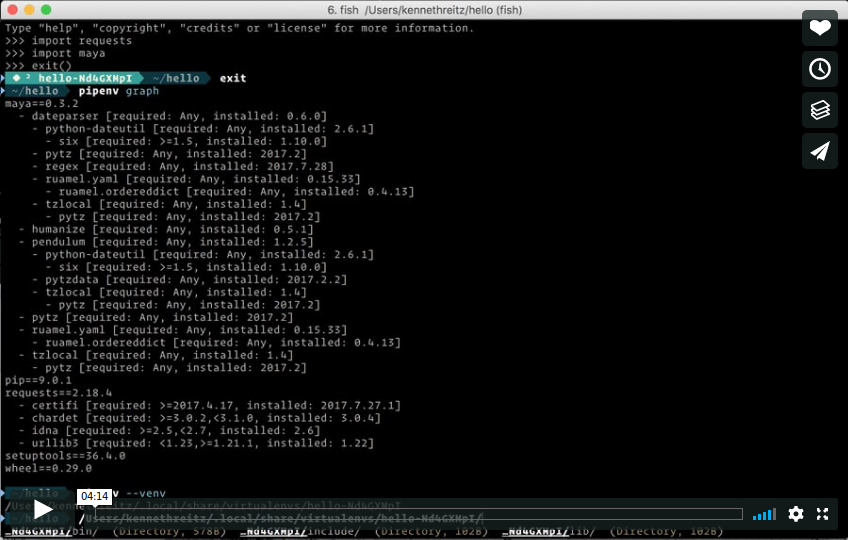 6. fish /Users/kennethreitz/hello (fish)
Type "help", "copyright", "credits" or "license" for more information.
>>> import requests
>>> import maya
>>> exit()
◆ ² hello-Nd4GXMpI ~/hello exit
~/hello pipenv graph
maya==0.3.2
- dateparser [required: Any, installed: 0.6.0]
- python-dateutil [required: Any, installed: 2.6.1]
- six [required: >=1.5, installed: 1.10.0]
- pytz [required: Any, installed: 2017.2]
- regex [required: Any, installed: 2017.7.28]
- ruamel.yaml [required: Any, installed: 0.15.33]
- ruamel.ordereddict [required: Any, installed: 0.4.13]
- tzlocal [required: Any, installed: 1.4]
- pytz [required: Any, installed: 2017.2]
- humanize [required: Any, installed: 0.5.1]
- pendulum [required: Any, installed: 1.2.5]
- python-dateutil [required: Any, installed: 2.6.1]
- six [required: >=1.5, installed: 1.10.0]
- pytzdata [required: Any, installed: 2017.2.2]
- tzlocal [required: Any, installed: 1.4]
- pytz [required: Any, installed: 2017.2]
- pytz [required: Any, installed: 2017.2]
- ruamel.yaml [required: Any, installed: 0.15.33]
- ruamel.ordereddict [required: Any, installed: 0.4.13]
- tzlocal [required: Any, installed: 1.4]
- pytz [required: Any, installed: 2017.2]
pip==9.0.1
requests==2.18.4
- certifi [required: >=2017.4.17, installed: 2017.7.27.1]
- chardet [required: >=3.0.2,<3.1.0, installed: 3.0.4]
- idna [required: >=2.5,<2.7, installed: 2.6]
- urllib3 [required: <1.23,>=1.21.1, installed: 1.22]
setuptools==36.4.0
wheel==0.29.0
~/hello --venv
04:14
/Users/kennethreitz/.local/share/virtualenvs/hello-Nd4GXMpI
~/hello /Users/kennethreitz/.local/share/virtualenvs/hello-Nd4GXMpI/
…Nd4GXMpI/bin/ (Directory, 578B) …Nd4GXMpI/include/ (Directory, 102B) …Nd4GXMpI/lib/ (Directory, 102B)